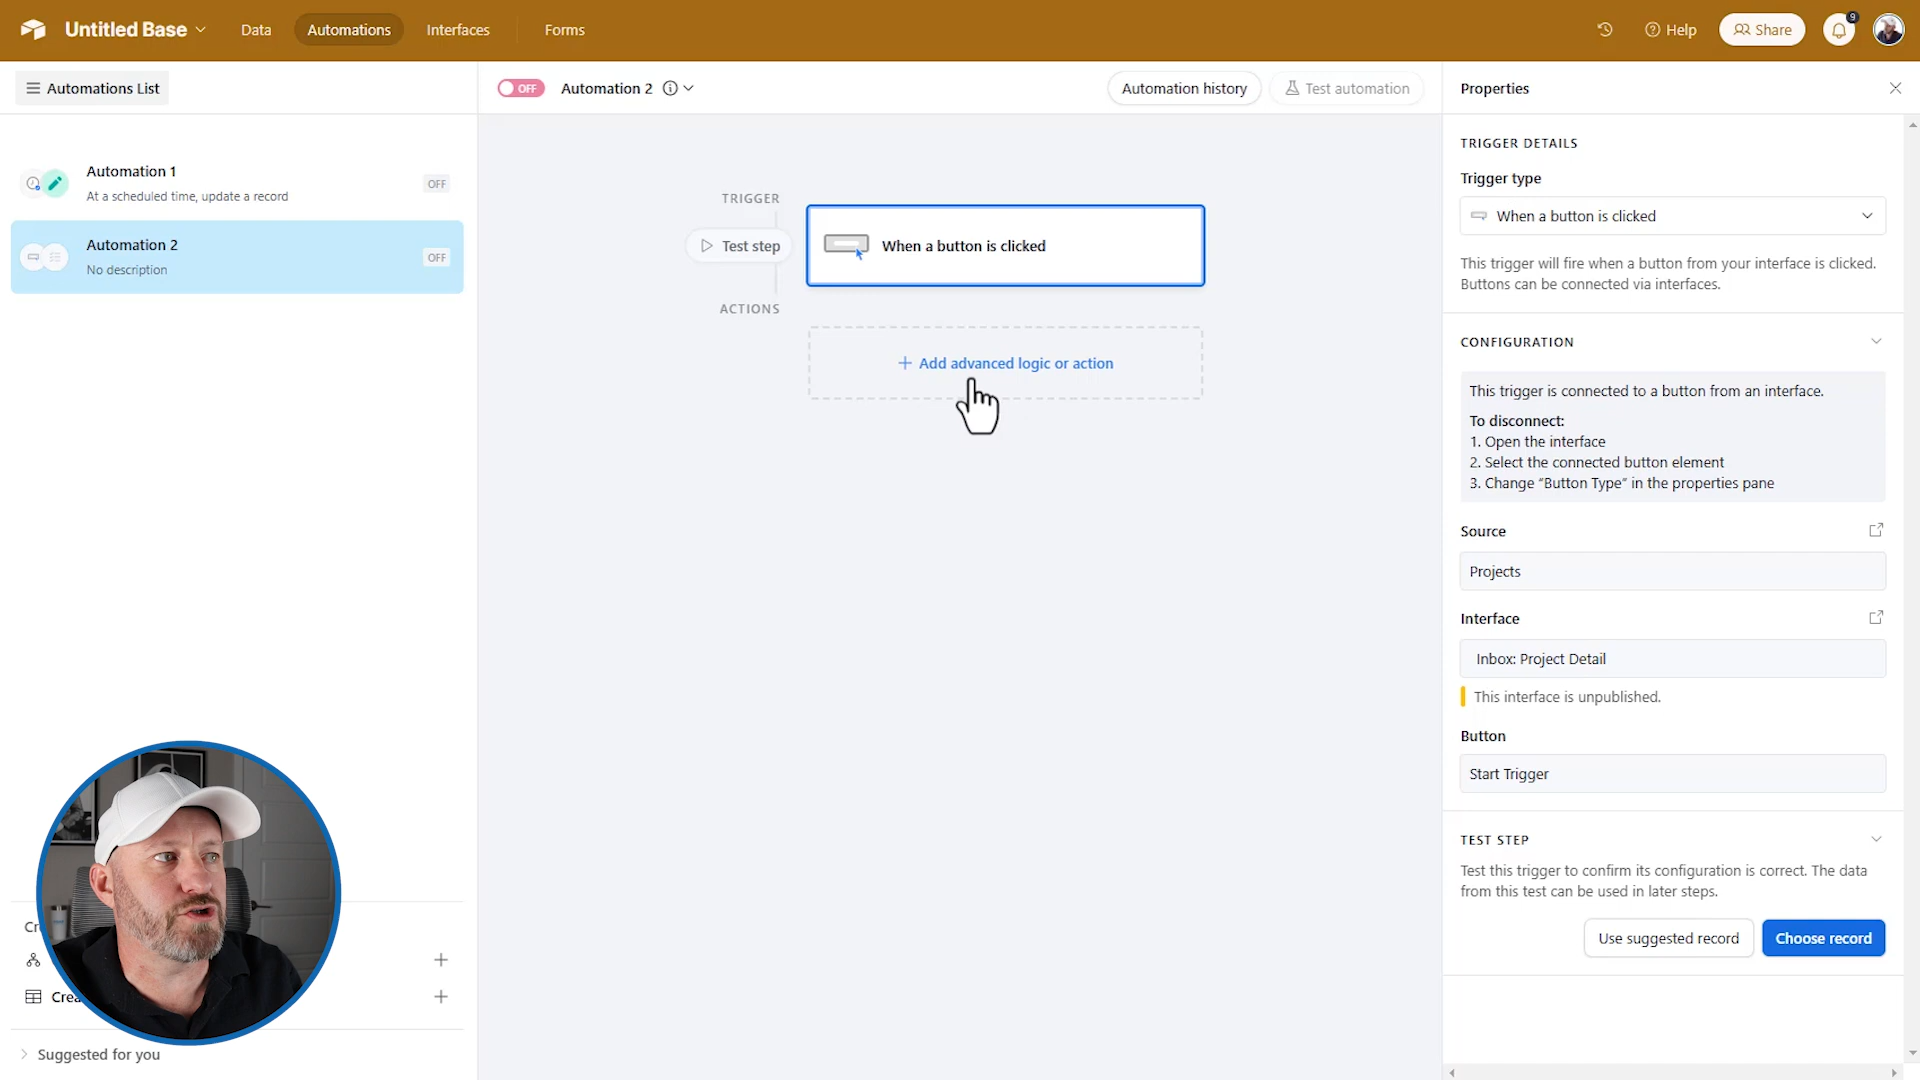 Untitled Base
Data
Automations
Interfaces
Forms
Help
Share
9
Automations List
OFF
Automation 2
Automation history
Test automation
Properties
Automation 1
At a scheduled time, update a record
OFF
Automation 2
No description
OFF
TRIGGER
Test step
When a button is clicked
ACTIONS
+ Add advanced logic or action
TRIGGER DETAILS
Trigger type
When a button is clicked
This trigger will fire when a button from your interface is clicked.
Buttons can be connected via interfaces.
CONFIGURATION
This trigger is connected to a button from an interface.
To disconnect:
1. Open the interface
2. Select the connected button element
3. Change “Button Type” in the properties pane
Source
Projects
Interface
Inbox: Project Detail
This interface is unpublished.
Button
Start Trigger
TEST STEP
Test this trigger to confirm its configuration is correct. The data
from this test can be used in later steps.
Use suggested record
Choose record
Suggested for you